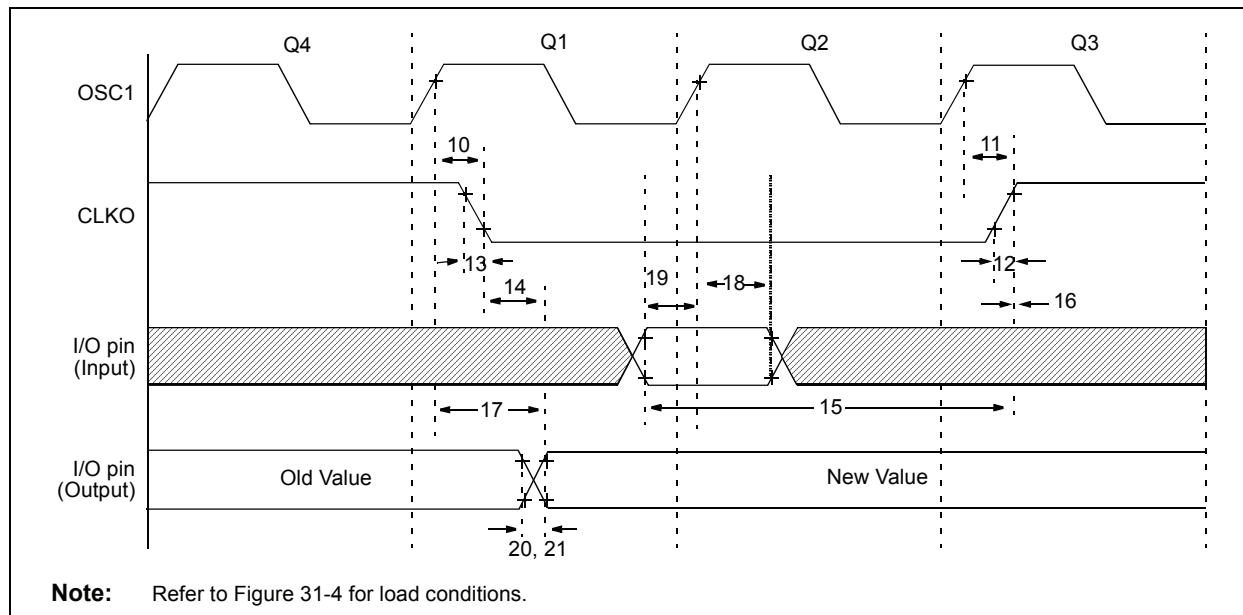 Q4 Q1 Q2 Q3
OSC1
10 11
CLKO
13 12
14 19 18 16
I/O pin
(Input)
17 15
I/O pin
(Output)
Old Value New Value
20, 21
Note: Refer to Figure 31-4 for load conditions.